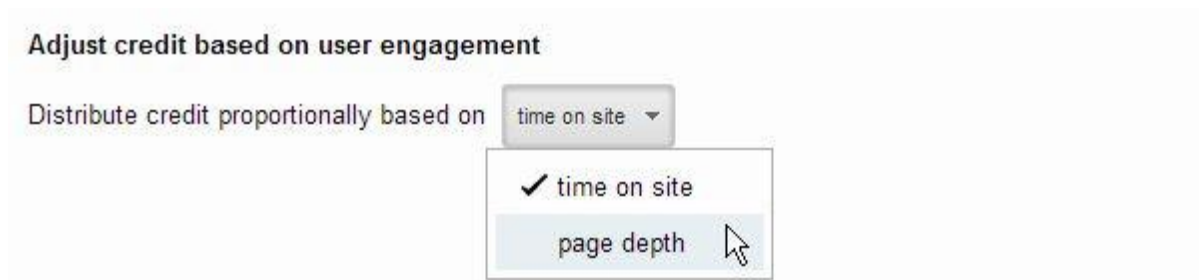 Adjust credit based on user engagement
Distribute credit proportionally based on time on site
time on site
page depth